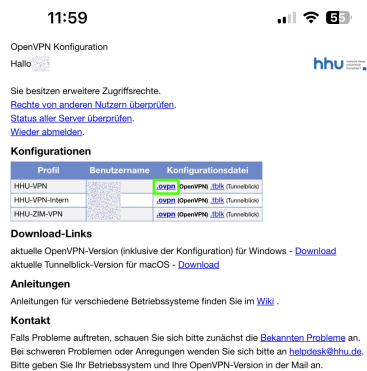 11:59
55
OpenVPN Konfiguration
Hallo
hhu
Sie besitzen erweitere Zugriffsrechte.
Rechte von anderen Nutzern überprüfen.
Status aller Server überprüfen.
Wieder abmelden.
Konfigurationen
Profil Benutzername Konfigurationsdatei
HHU-VPN .ovpn (OpenVPN) .tblk (Tunnelblick)
HHU-VPN-Intern .ovpn (OpenVPN) .tblk (Tunnelblick)
HHU-ZIM-VPN .ovpn (OpenVPN) .tblk (Tunnelblick)
Download-Links
aktuelle OpenVPN-Version (inklusive der Konfiguration) für Windows - Download
aktuelle Tunnelblick-Version für macOS - Download
Anleitungen
Anleitungen für verschiedene Betriebssysteme finden Sie im Wiki .
Kontakt
Falls Probleme auftreten, schauen Sie sich bitte zunächst die Bekannten Probleme an.
Bei schweren Problemen oder Anregungen wenden Sie sich bitte an helpdesk@hhu.de.
Bitte geben Sie Ihr Betriebssystem und Ihre OpenVPN-Version in der Mail an.